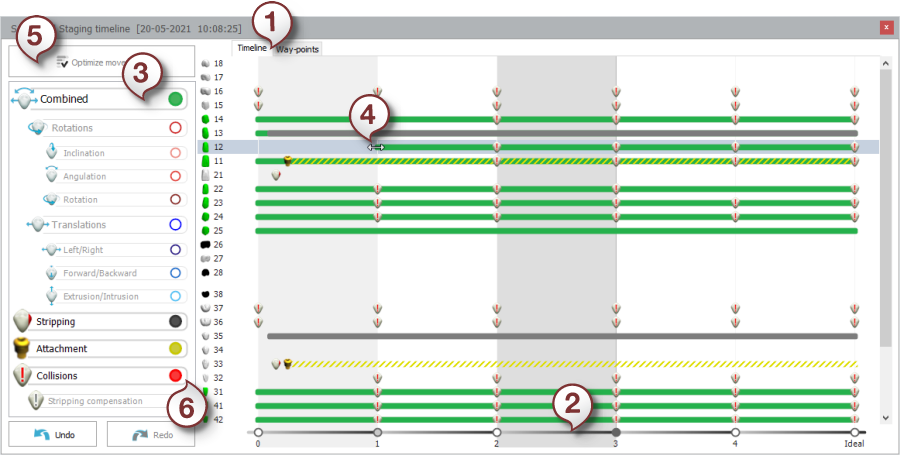 Staging timeline [20-05-2021 10:08:25]
1
5
Timeline
Way-points
Optimize
3
Combined
Rotations
Inclination
Angulation
Rotation
Translations
Left/Right
Forward/Backward
Extrusion/Intrusion
Stripping
Attachment
Collisions
Stripping compensation
Undo
Redo
6
18
17
16
15
14
4
13
12
11
21
22
23
24
25
26
27
28
38
37
36
35
34
33
32
31
41
42
2
0 1 2 3 4 Ideal